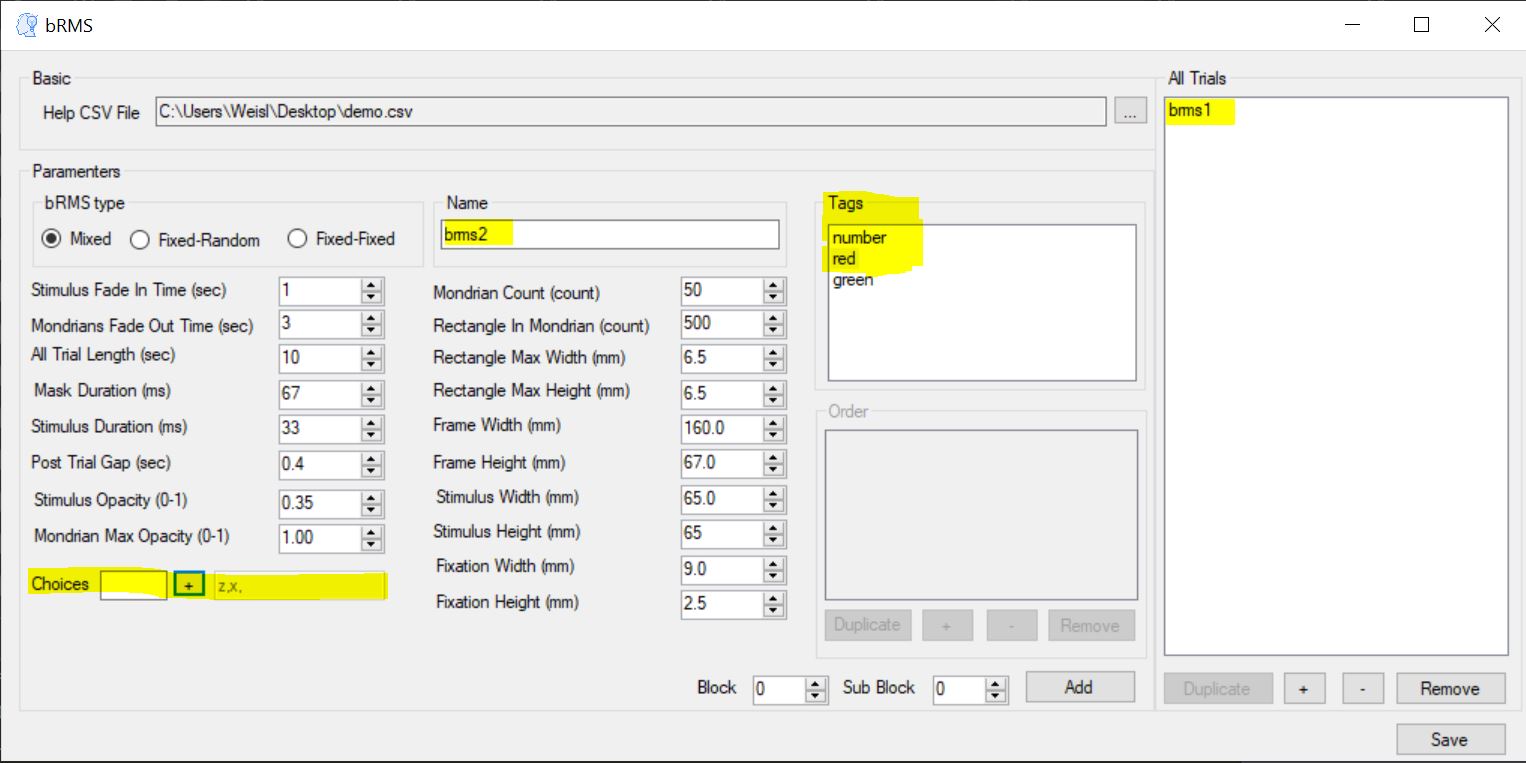 bRMS
Basic
Help CSV File C:\Users\Weisl\Desktop\demo.csv ...
Paramenters
bRMS type
Mixed Fixed-Random Fixed-Fixed
Stimulus Fade In Time (sec) 1
Mondrians Fade Out Time (sec) 3
All Trial Length (sec) 10
Mask Duration (ms) 67
Stimulus Duration (ms) 33
Post Trial Gap (sec) 0.4
Stimulus Opacity (0-1) 0.35
Mondrian Max Opacity (0-1) 1.00
Choices + z,x,
Name
brms2
Mondrian Count (count) 50
Rectangle In Mondrian (count) 500
Rectangle Max Width (mm) 6.5
Rectangle Max Height (mm) 6.5
Frame Width (mm) 160.0
Frame Height (mm) 67.0
Stimulus Width (mm) 65.0
Stimulus Height (mm) 65
Fixation Width (mm) 9.0
Fixation Height (mm) 2.5
Tags
number
red
green
Order
Duplicate + - Remove
Block 0 Sub Block 0 Add
All Trials
brms1
Duplicate + - Remove
Save